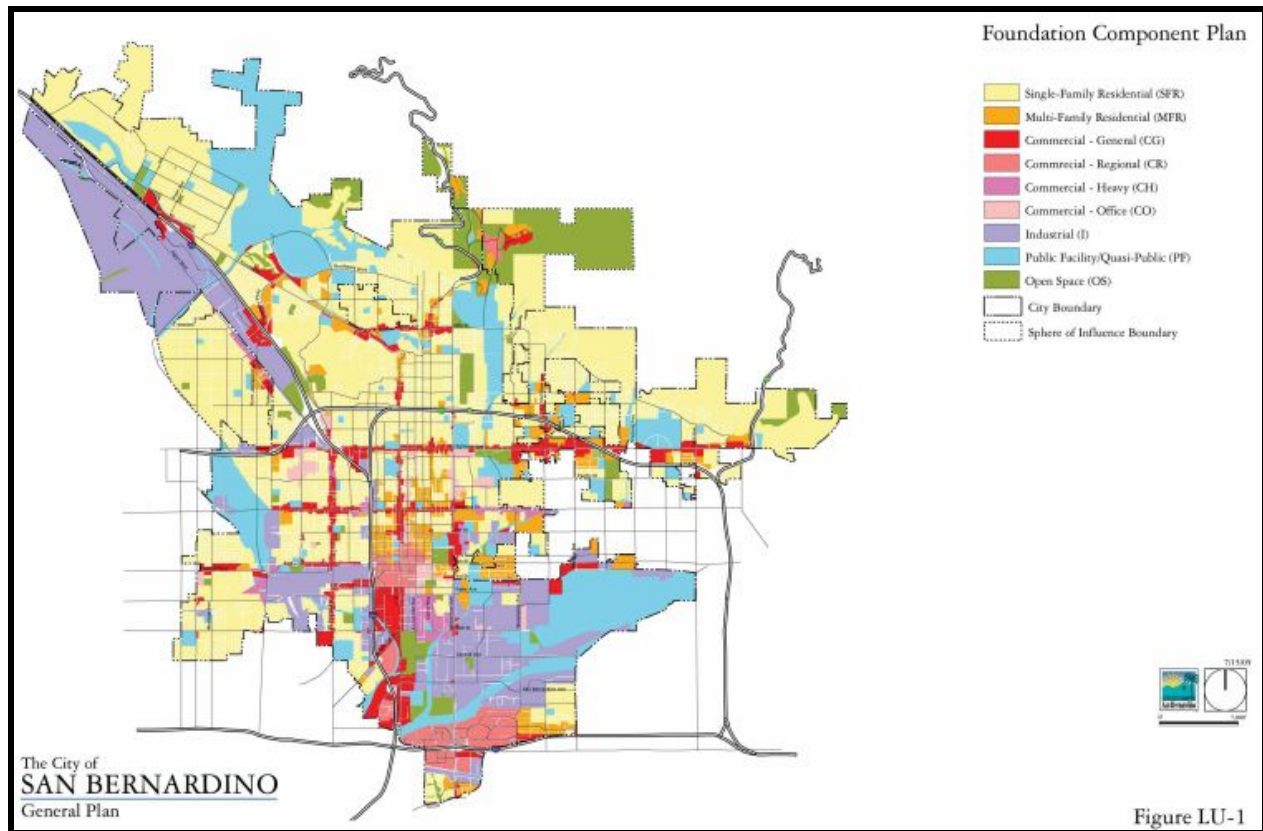 Foundation Component Plan
Single-Family Residential (SFR)
Multi-Family Residential (MFR)
Commercial - General (CG)
Commrecial - Regional (CR)
Commercial - Heavy (CH)
Commercial - Office (CO)
Industrial (I)
Public Facility/Quasi-Public (PF)
Open Space (OS)
City Boundary
Sphere of Influence Boundary
San Bernardino
The City of
SAN BERNARDINO
General Plan
Figure LU-1